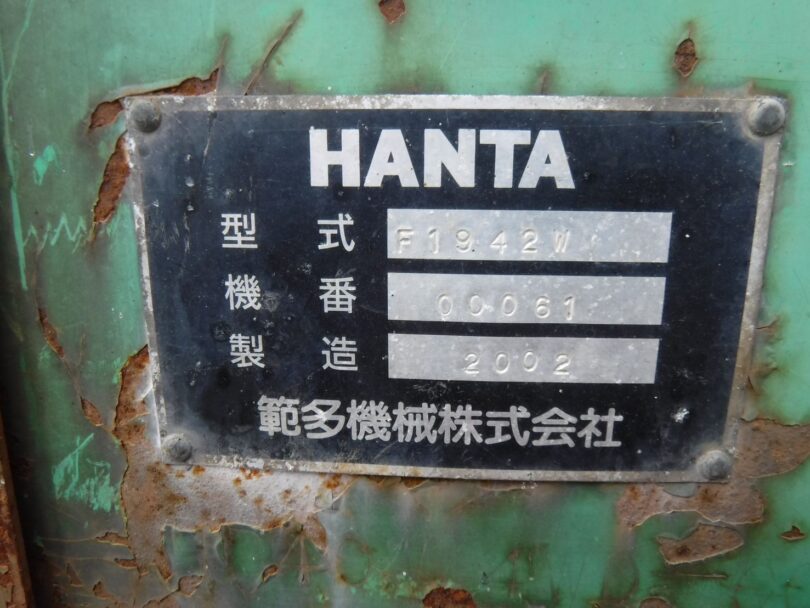 HANTA
型式 F1942W
機番 00061
製造 2002
範多機械株式会社